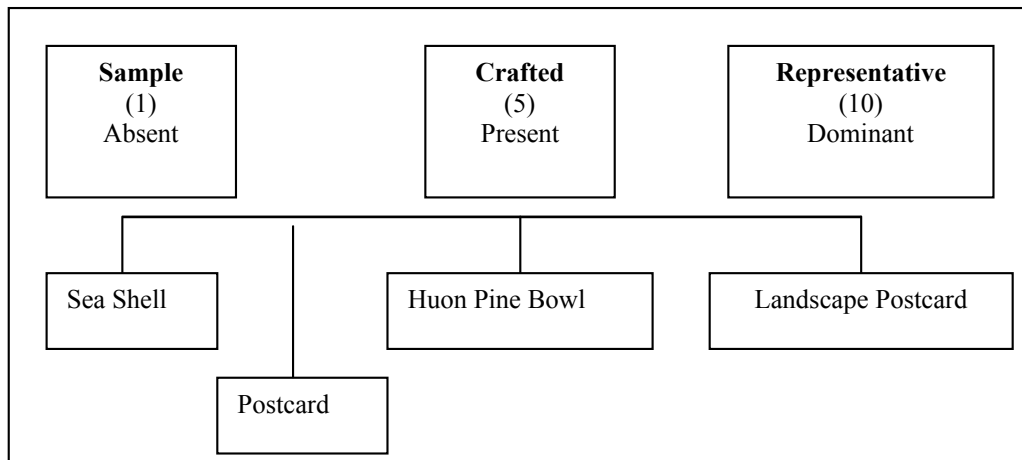 Sample
(1)
Absent
Crafted
(5)
Present
Representative
(10)
Dominant
Sea Shell
Huon Pine Bowl
Landscape Postcard
Postcard